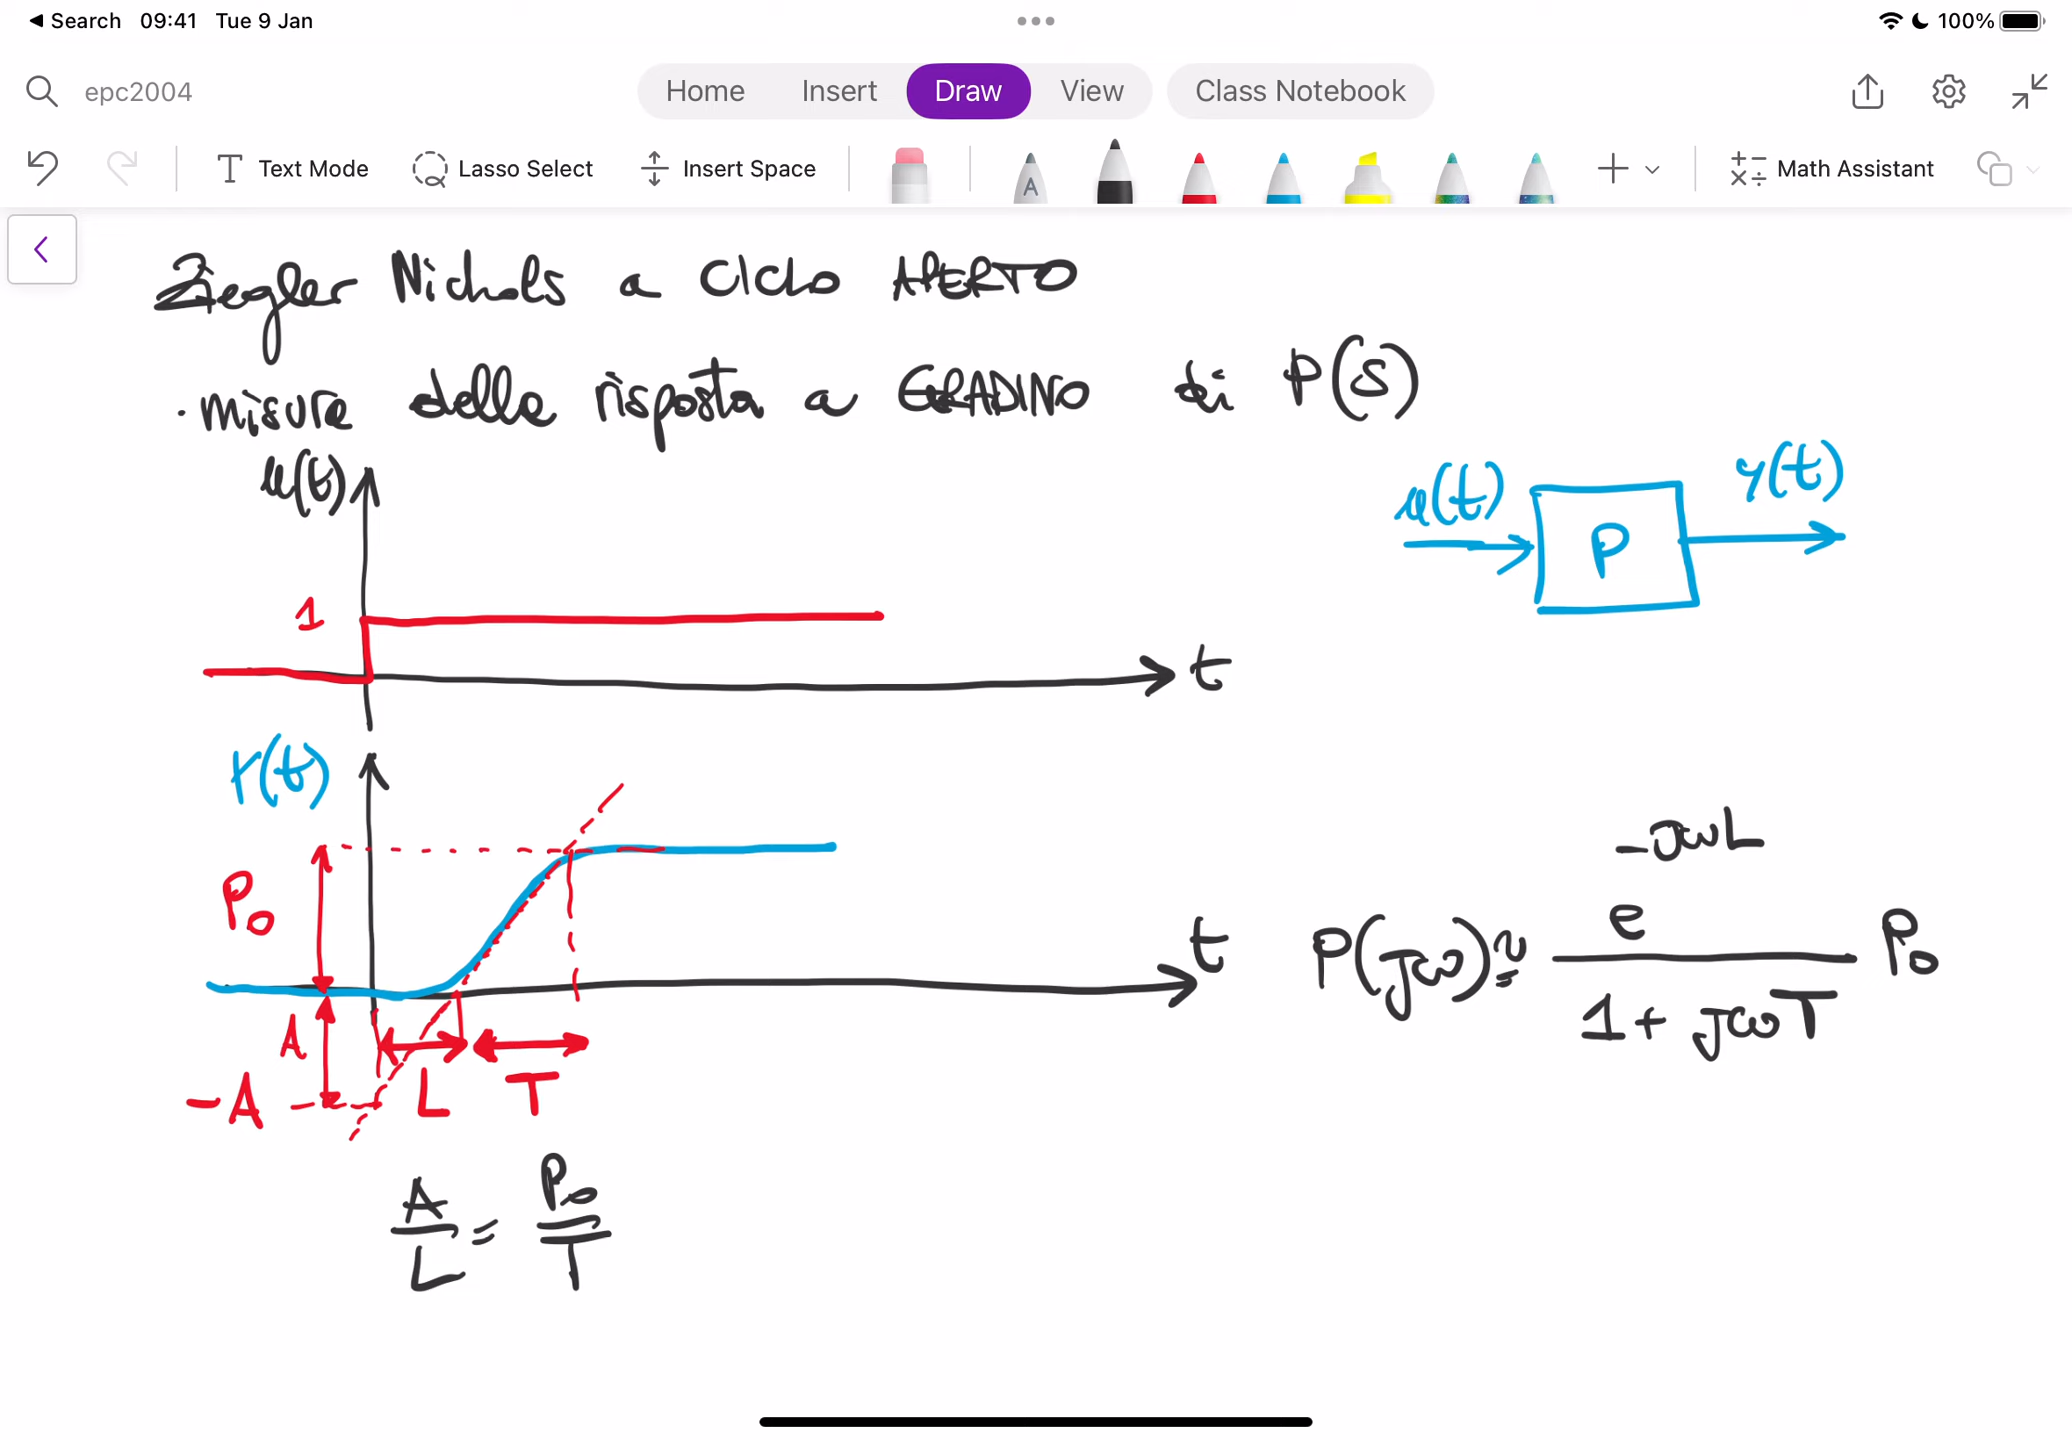 Search 09:41 Tue 9 Jan 100%
epc2004 Home Insert Draw View Class Notebook
Text Mode Lasso Select Insert Space A Math Assistant
Ziegler Nichols a Ciclo APERTO
· misura della risposta a GRADINO di P(s)
u(t)
u(t) P y(t)
1
t
Y(t)
P₀
t
P(jω) ≃ e^(-jωL) / (1 + jωT) P₀
A
-A L T
A/L = P₀/T